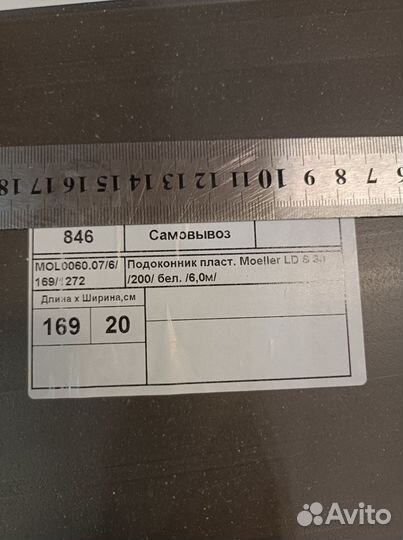 18 17 16 15 14 13 12 11 10 9 8 7 6
846 Самовывоз
MOL0060.07/6/ Подоконник пласт. Moeller LD S
169/1272 /200/ бел. /6,0м/
Длина x Ширина,см
169 20
Avito